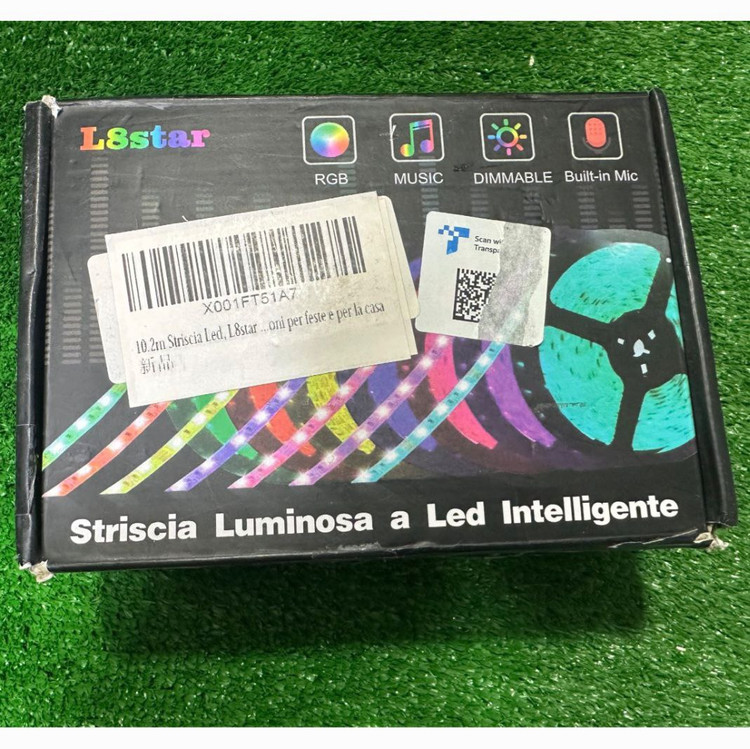 L8star
RGB
MUSIC
DIMMABLE
Built-in Mic
X001FT51A7
10.2m Striscia Led, L8star ...oni per feste e per la casa
新品
Scan
Striscia Luminosa a Led Intelligente